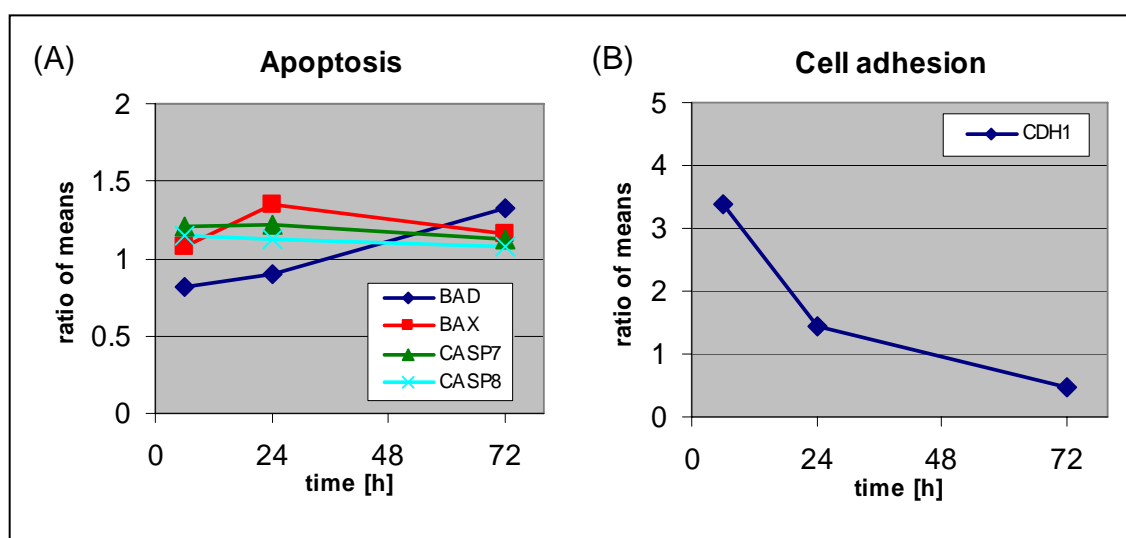 (A)
Apoptosis
ratio of means
2
1.5
1
0.5
0
0
24
48
72
time [h]
BAD
BAX
CASP7
CASP8
(B)
Cell adhesion
ratio of means
5
4
3
2
1
0
0
24
48
72
time [h]
CDH1